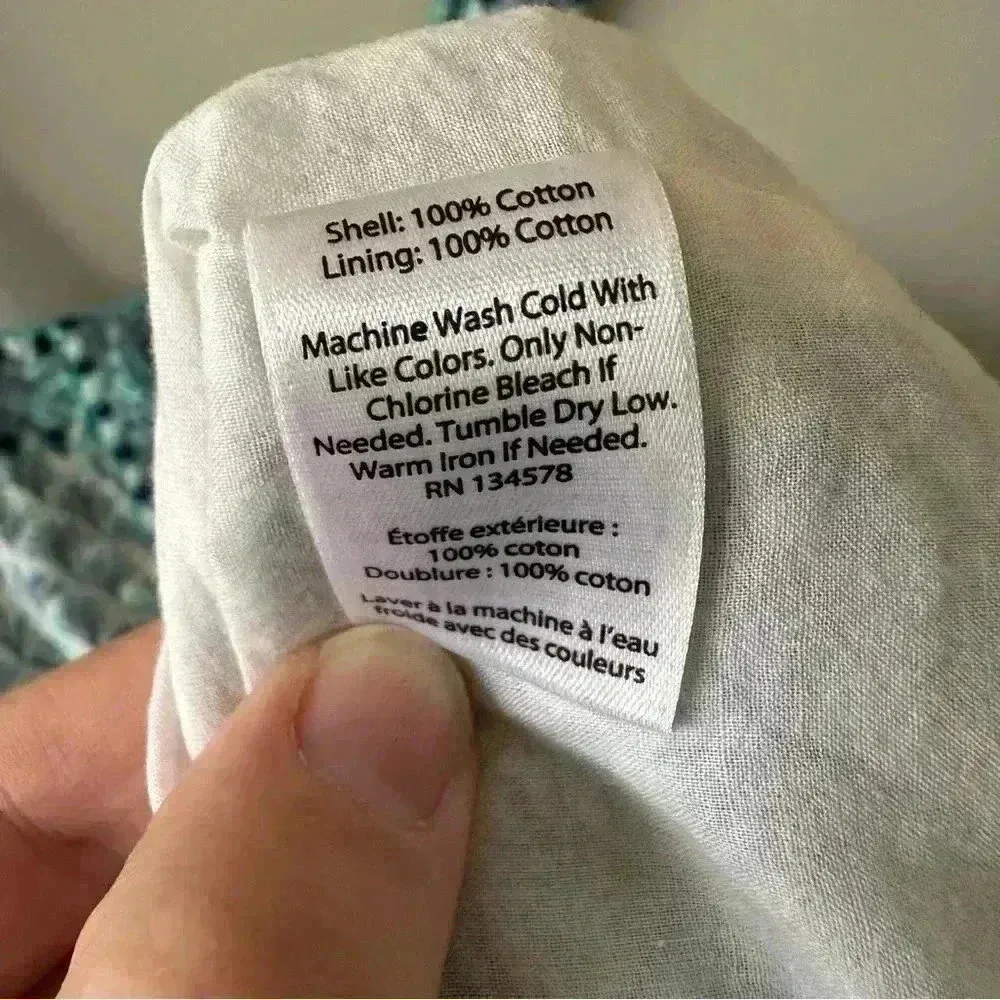 Shell: 100% Cotton
Lining: 100% Cotton
Machine Wash Cold With
Like Colors. Only Non-
Chlorine Bleach If
Needed. Tumble Dry Low.
Warm Iron If Needed.
RN 134578
Étoffe extérieure :
100% coton
Doublure : 100% coton
Laver à la machine à l'eau
froide avec des couleurs